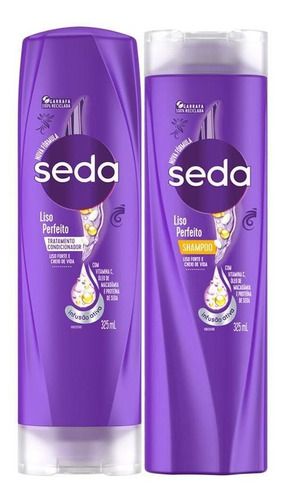 GARRAFA
100% RECICLADA
NOVA FÓRMULA
seda
Liso
Perfeito
TRATAMENTO
CONDICIONADOR
LISO FORTE E
CHEIO DE VIDA
COM
VITAMINA C,
ÓLEO DE
MACADÂMIA
E PROTEÍNA
DE SEDA
infusão ativa
325 mL
GARRAFA
100% RECICLADA
NOVA FÓRMULA
seda
Liso
Perfeito
SHAMPOO
LISO FORTE E
CHEIO DE VIDA
COM
VITAMINA C,
ÓLEO DE
MACADÂMIA
E PROTEÍNA
DE SEDA
infusão ativa
325 mL